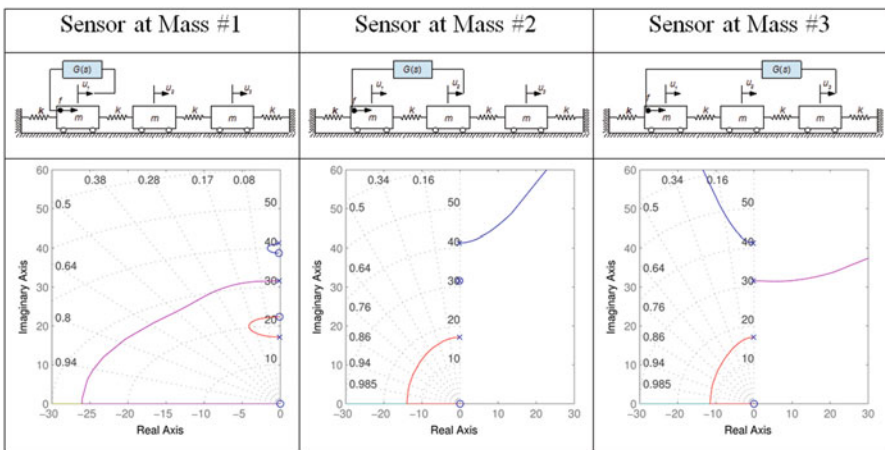 Sensor at Mass #1
Sensor at Mass #2
Sensor at Mass #3
G(s)
u₁
u₂
k
f
m
k
m
k
m
k
G(s)
u₁
k
f
m
k
m
k
m
k
G(s)
u₁
k
f
m
k
m
k
m
k
60
50
40
30
20
10
0
0.38
0.28
0.17
0.08
0.5
0.64
0.8
0.94
50
40
30
20
10
−30
−25
−20
−15
−10
−5
0
Imaginary Axis
Real Axis
60
50
40
30
20
10
0
0.34
0.16
0.5
0.64
0.76
0.86
0.94
0.985
50
40
30
20
10
−30
−20
−10
0
10
20
30
Imaginary Axis
Real Axis
60
50
40
30
20
10
0
0.34
0.16
0.5
0.64
0.76
0.86
0.94
0.985
50
40
30
20
10
−30
−20
−10
0
10
20
30
Imaginary Axis
Real Axis